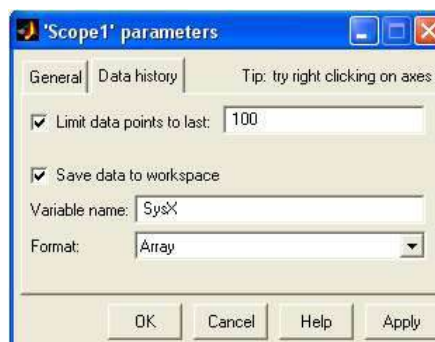 'Scope1' parameters
General Data history Tip: try right clicking on axes
Limit data points to last: 100
Save data to workspace
Variable name: SysX
Format: Array
OK Cancel Help Apply